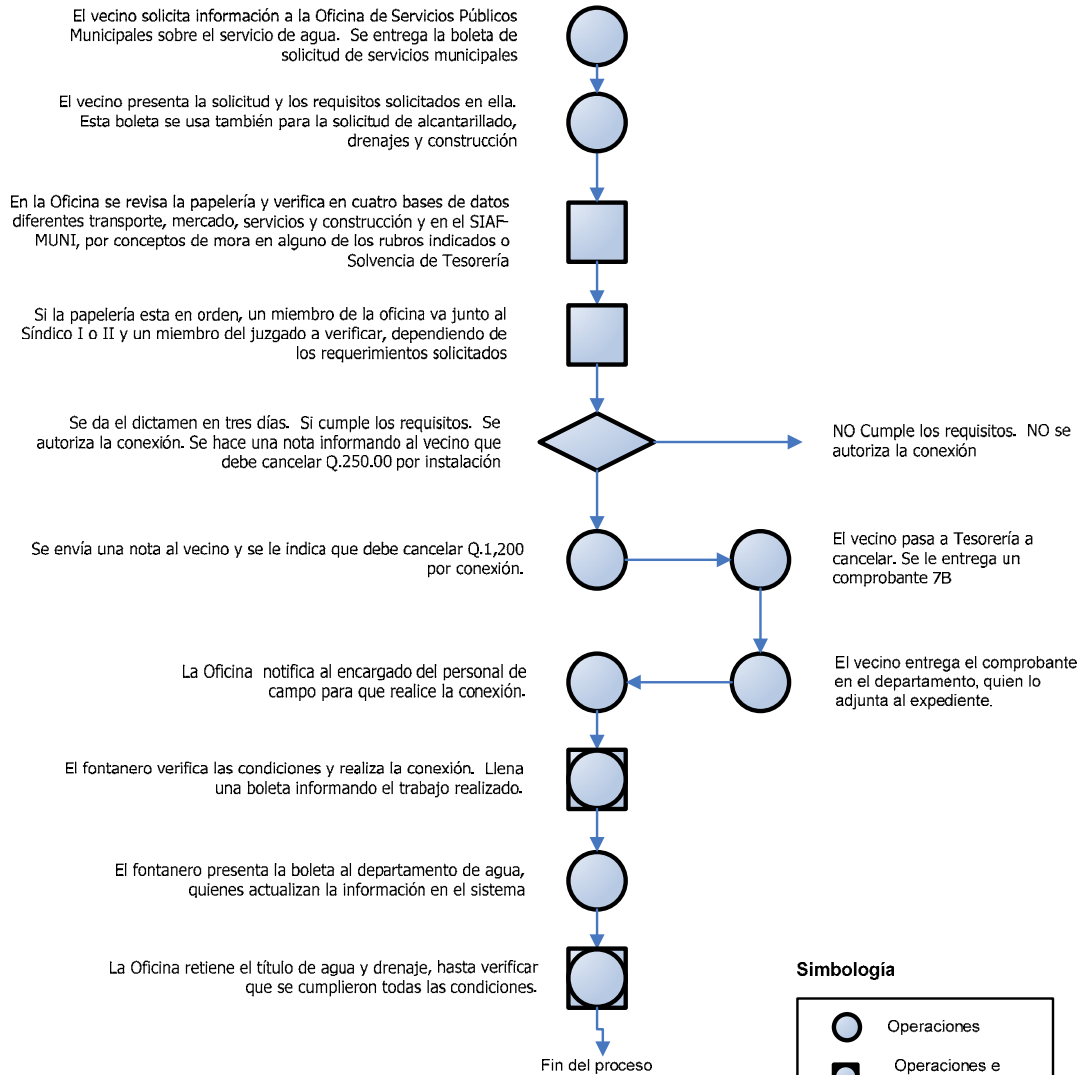 El vecino solicita información a la Oficina de Servicios Públicos
Municipales sobre el servicio de agua. Se entrega la boleta de
solicitud de servicios municipales
El vecino presenta la solicitud y los requisitos solicitados en ella.
Esta boleta se usa también para la solicitud de alcantarillado,
drenajes y construcción
En la Oficina se revisa la papelería y verifica en cuatro bases de datos
diferentes transporte, mercado, servicios y construcción y en el SIAF-
MUNI, por conceptos de mora en alguno de los rubros indicados o
Solvencia de Tesorería
Si la papelería esta en orden, un miembro de la oficina va junto al
Síndico I o II y un miembro del juzgado a verificar, dependiendo de
los requerimientos solicitados
Se da el dictamen en tres días. Si cumple los requisitos. Se
autoriza la conexión. Se hace una nota informando al vecino que
debe cancelar Q.250.00 por instalación
NO Cumple los requisitos. NO se
autoriza la conexión
Se envía una nota al vecino y se le indica que debe cancelar Q.1,200
por conexión.
El vecino pasa a Tesorería a
cancelar. Se le entrega un
comprobante 7B
El vecino entrega el comprobante
en el departamento, quien lo
adjunta al expediente.
La Oficina notifica al encargado del personal de
campo para que realice la conexión.
El fontanero verifica las condiciones y realiza la conexión. Llena
una boleta informando el trabajo realizado.
El fontanero presenta la boleta al departamento de agua,
quienes actualizan la información en el sistema
La Oficina retiene el título de agua y drenaje, hasta verificar
que se cumplieron todas las condiciones.
Fin del proceso
Simbología
Operaciones
Operaciones e